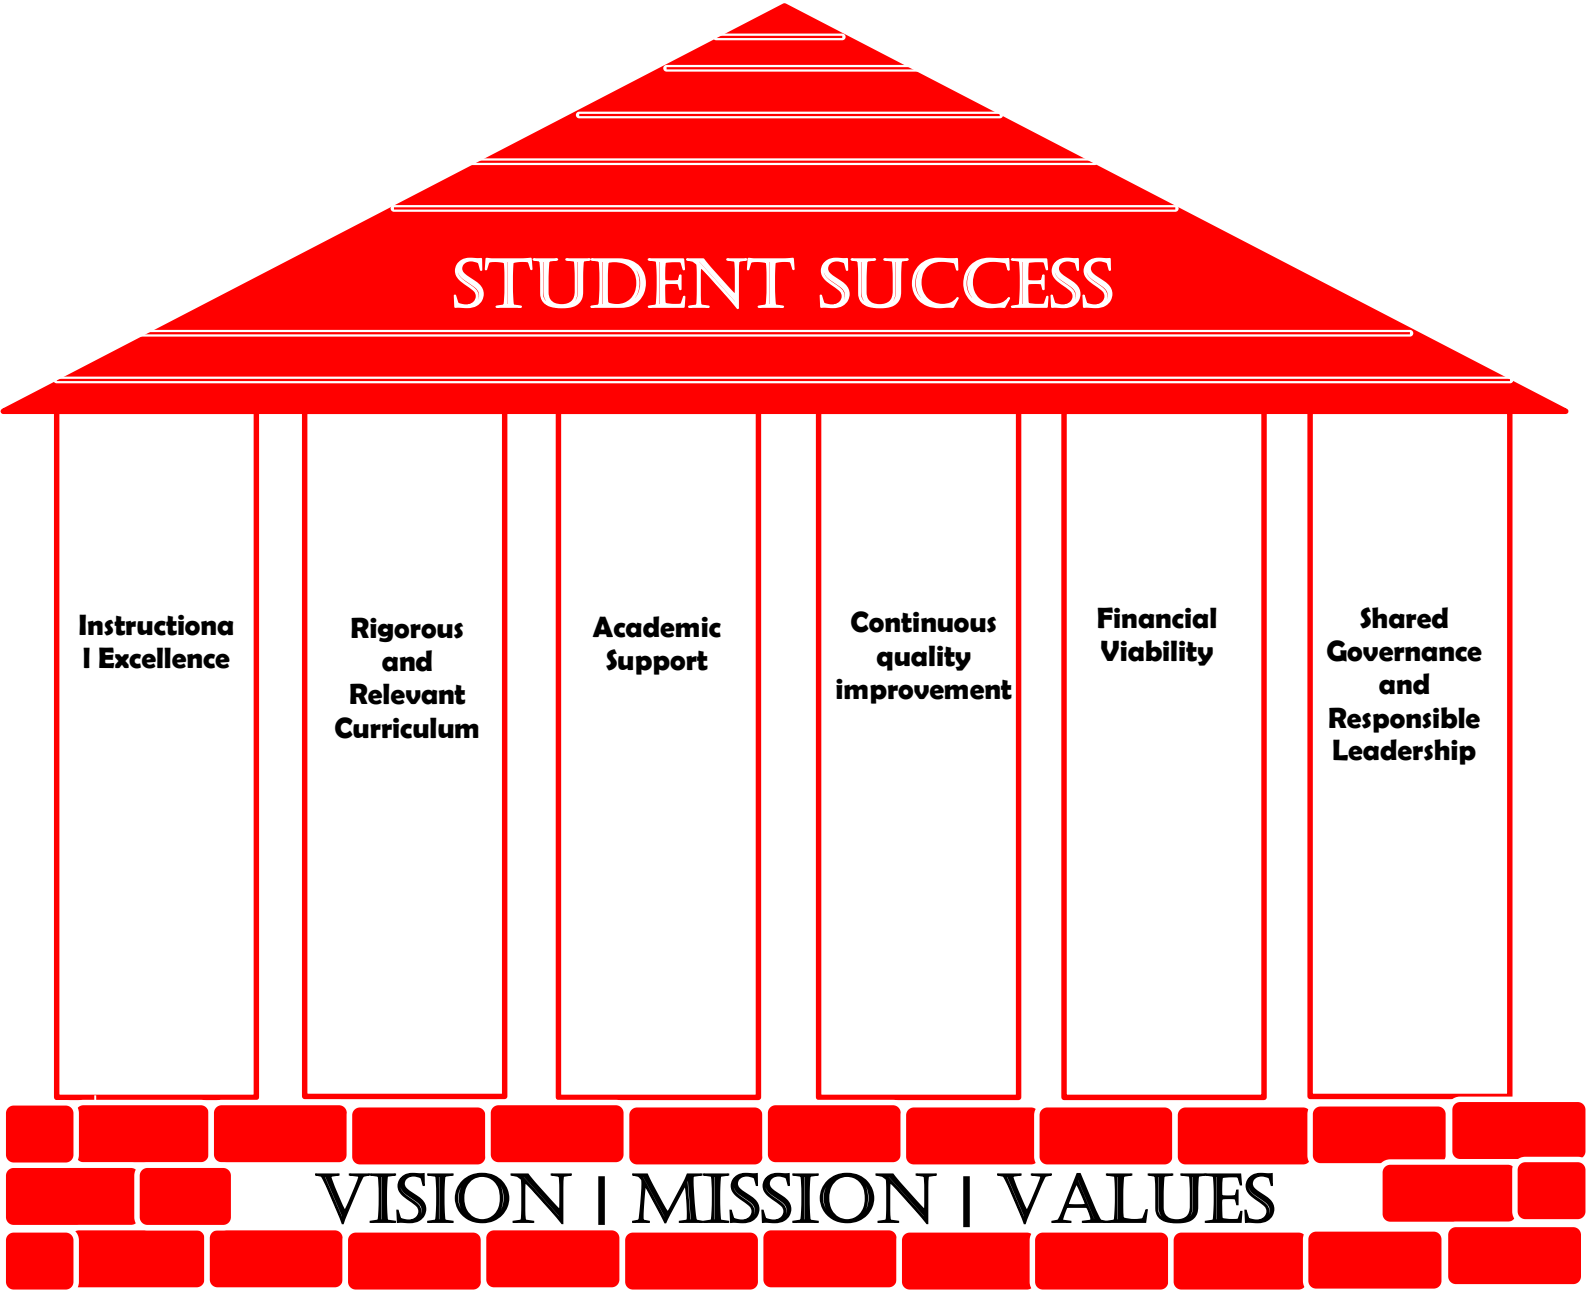 STUDENT SUCCESS
Instructiona
l Excellence
Rigorous
and
Relevant
Curriculum
Academic
Support
Continuous
quality
improvement
Financial
Viability
Shared
Governance
and
Responsible
Leadership
VISION | MISSION | VALUES